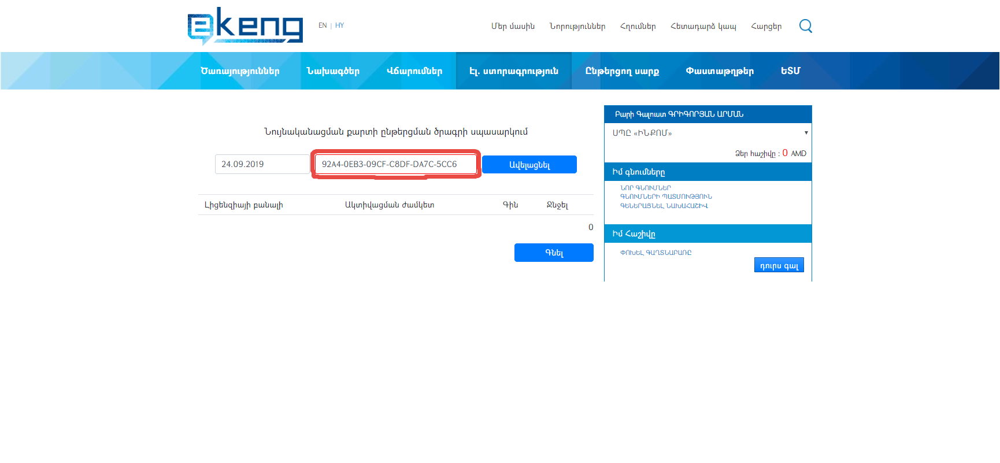 ekeng
EN | HY
Մեր մասին Նորություններ Հղումներ Հետադարձ կապ Հարցեր
Ծառայություններ Նախագծեր Վճարումներ Էլ. ստորագրություն Ընթերցող սարք Փաստաթղթեր ԵՏՄ
Նույնականացման քարտի ընթերցման ծրագրի սպասարկում
24.09.2019 92A4-0EB3-09CF-C8DF-DA7C-5CC6 Ավելացնել
Լիցենզիայի բանալի Ակտիվացման ժամկետ Գին Ջնջել
0
Գնել
Բարի Գալուստ ԳՐԻԳՈՐՅԱՆ ԱՐՄԱՆ
ՍՊԸ «ԻՆՔՈՄ»
Ձեր հաշիվը : 0 AMD
Իմ գնումները
ՆՈՐ ԳՆՈՒՄՆԵՐ
ԳՆՈՒՄՆԵՐԻ ՊԱՏՄՈՒԹՅՈՒՆ
ԳԵՆԵՐԱՑՆԵԼ ՆԱԽԱՀԱՇԻՎ
Իմ Հաշիվը
ՓՈԽԵԼ ԳԱՂՏՆԱԲԱՌԸ
դուրս գալ